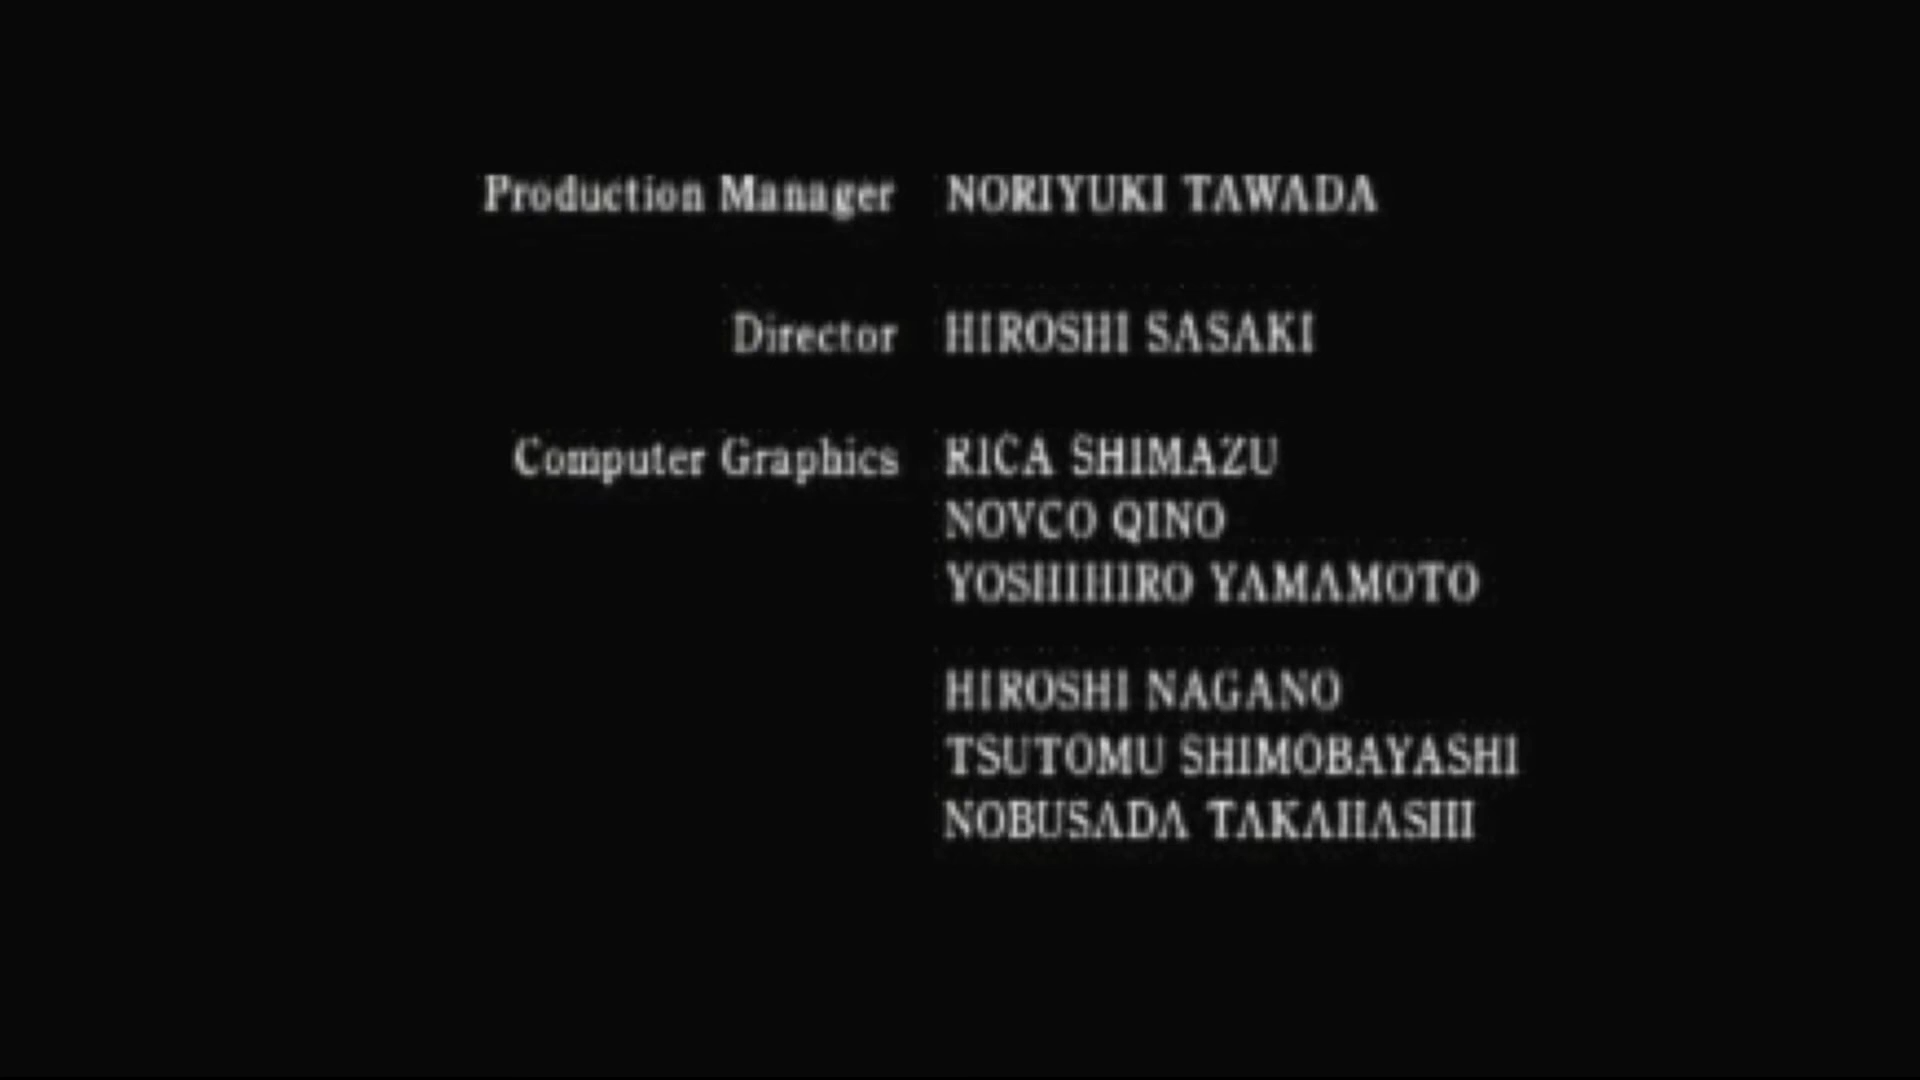 Production Manager NORIYUKI TAWADA
Director HIROSHI SASAKI
Computer Graphics RICA SHIMAZU
NOVCO QINO
YOSHIHIRO YAMAMOTO
HIROSHI NAGANO
TSUTOMU SHIMOBAYASHI
NOBUSADA TAKAHASHI